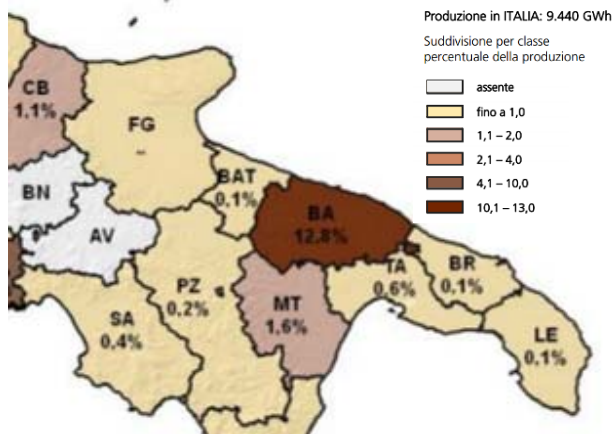 Produzione in ITALIA: 9.440 GWh
Suddivisione per classe
percentuale della produzione
assente
fino a 1,0
1,1 – 2,0
2,1 – 4,0
4,1 – 10,0
10,1 – 13,0
CB
1.1%
FG
-
BN
AV
BAT
0.1%
BA
12.8%
PZ
0.2%
MT
1.6%
TA
0.6%
BR
0.1%
SA
0.4%
LE
0.1%